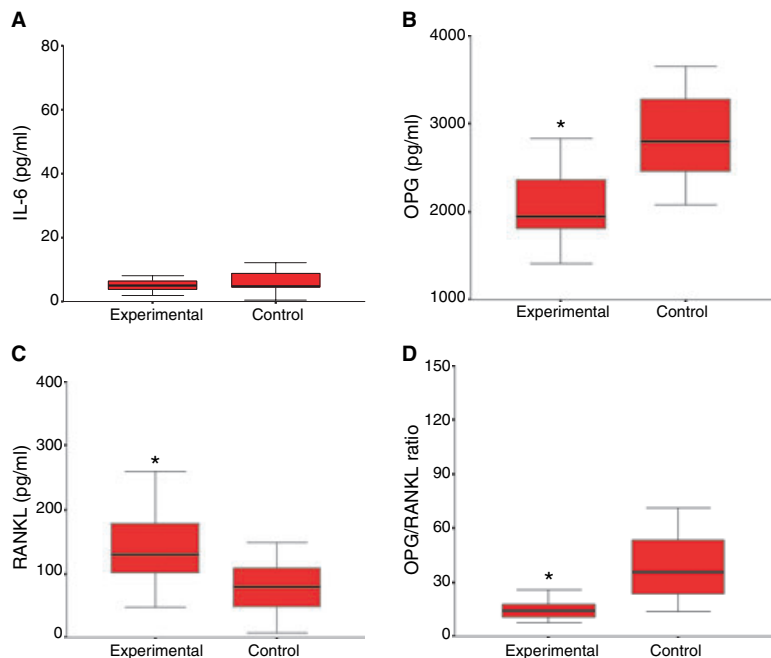 A
IL-6 (pg/ml)
80
60
40
20
0
Experimental
Control
B
OPG (pg/ml)
4000
3000
2000
1000
*
Experimental
Control
C
RANKL (pg/ml)
400
300
200
100
0
*
Experimental
Control
D
OPG/RANKL ratio
150
120
90
60
30
0
*
Experimental
Control